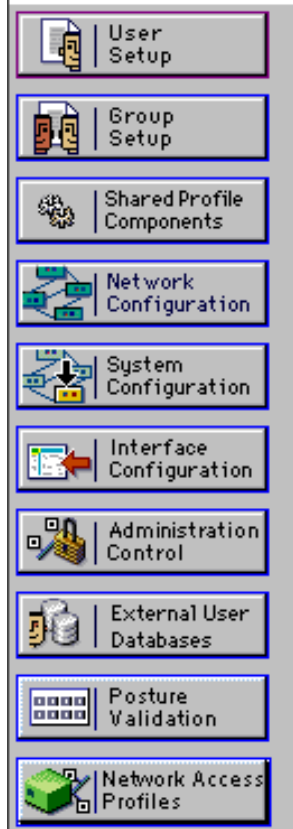 User
Setup
Group
Setup
Shared Profile
Components
Network
Configuration
System
Configuration
Interface
Configuration
Administration
Control
External User
Databases
Posture
Validation
Network Access
Profiles